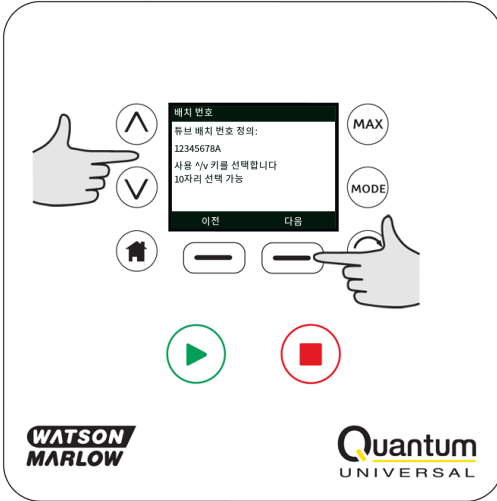 배치 번호
튜브 배치 번호 정의:
12345678A
사용 ^/v 키를 선택합니다
10자리 선택 가능
이전 다음
MAX
MODE
WATSON
MARLOW
Quantum
UNIVERSAL